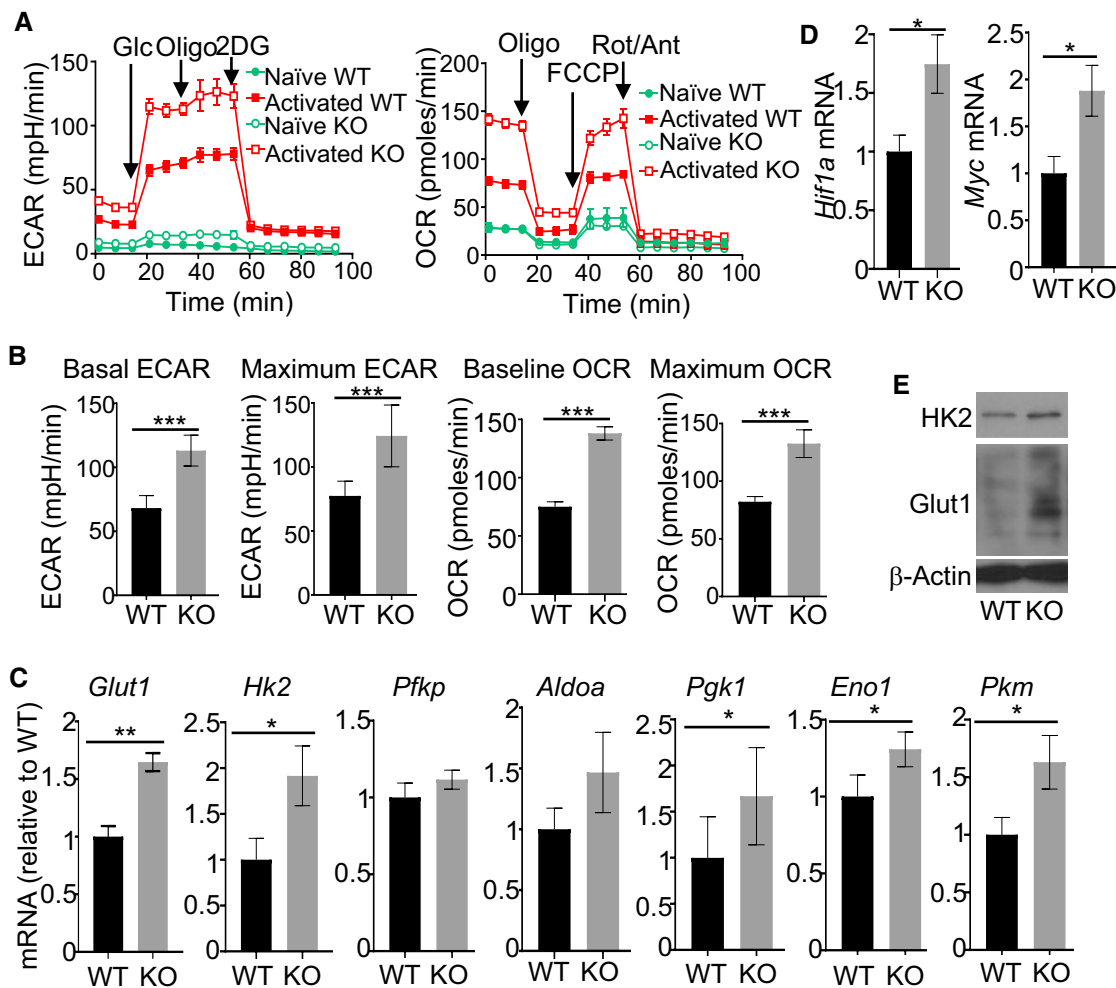 A
Glc Oligo 2DG
ECAR (mpH/min)
150
100
50
0
0 20 40 60 80 100
Time (min)
Naïve WT
Activated WT
Naïve KO
Activated KO
Oligo
FCCP
Rot/Ant
OCR (pmoles/min)
200
150
100
50
0
0 20 40 60 80 100
Time (min)
Naïve WT
Activated WT
Naïve KO
Activated KO
D
Hif1a mRNA
2
1.5
1
0.5
0
*
WT KO
Myc mRNA
2.5
2
1.5
1
0.5
0
*
WT KO
B
Basal ECAR
ECAR (mpH/min)
150
100
50
0
***
WT KO
Maximum ECAR
ECAR (mpH/min)
150
100
50
0
***
WT KO
Baseline OCR
OCR (pmoles/min)
150
100
50
0
***
WT KO
Maximum OCR
OCR (pmoles/min)
150
100
50
0
***
WT KO
E
HK2
Glut1
β-Actin
WT KO
C
mRNA (relative to WT)
Glut1
2
1.5
1
0.5
0
**
WT KO
Hk2
2.5
2
1.5
1
0.5
0
*
WT KO
Pfkp
1.5
1
0.5
0
WT KO
Aldoa
2
1.5
1
0.5
0
WT KO
Pgk1
2.5
2
1.5
1
0.5
0
*
WT KO
Eno1
1.5
1
0.5
0
*
WT KO
Pkm
2
1.5
1
0.5
0
*
WT KO